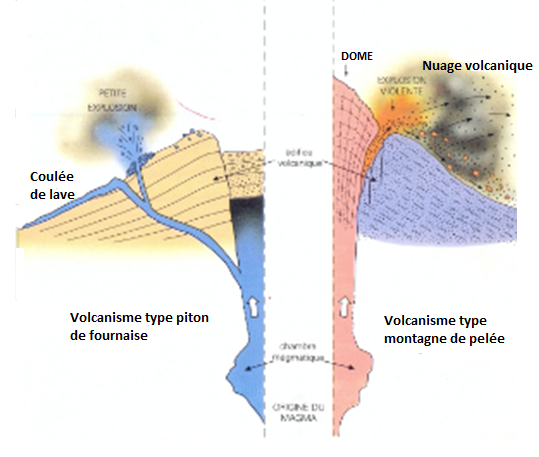 DOME
Nuage volcanique
PETITE
EXPLOSION
EXPLOSION
VIOLENTE
édifice
volcanique
Coulée
de lave
Volcanisme type piton
de fournaise
Volcanisme type
montagne de pelée
chambre
magmatique
ORIGINE DU
MAGMA